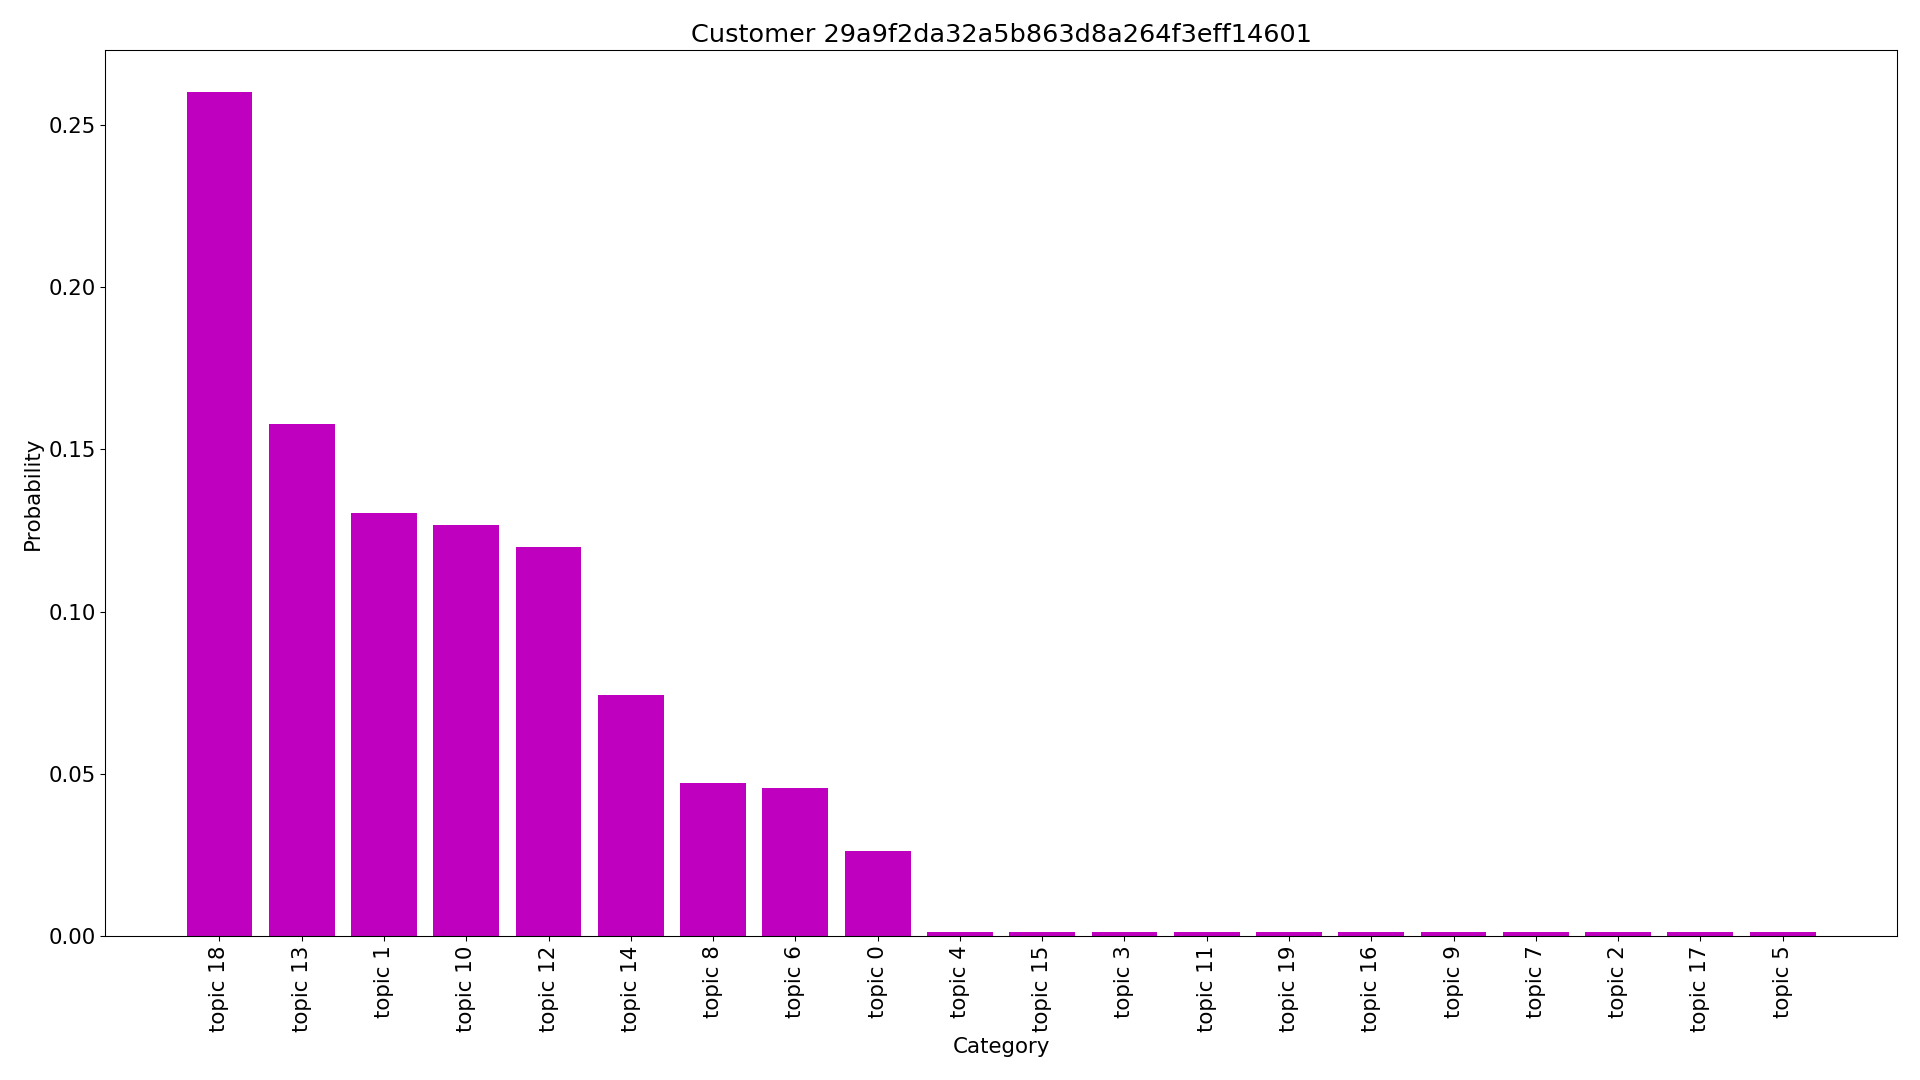 Customer 29a9f2da32a5b863d8a264f3eff14601
Probability
0.25
0.20
0.15
0.10
0.05
0.00
topic 18
topic 13
topic 1
topic 10
topic 12
topic 14
topic 8
topic 6
topic 0
topic 4
topic 15
topic 3
topic 11
topic 19
topic 16
topic 9
topic 7
topic 2
topic 17
topic 5
Category